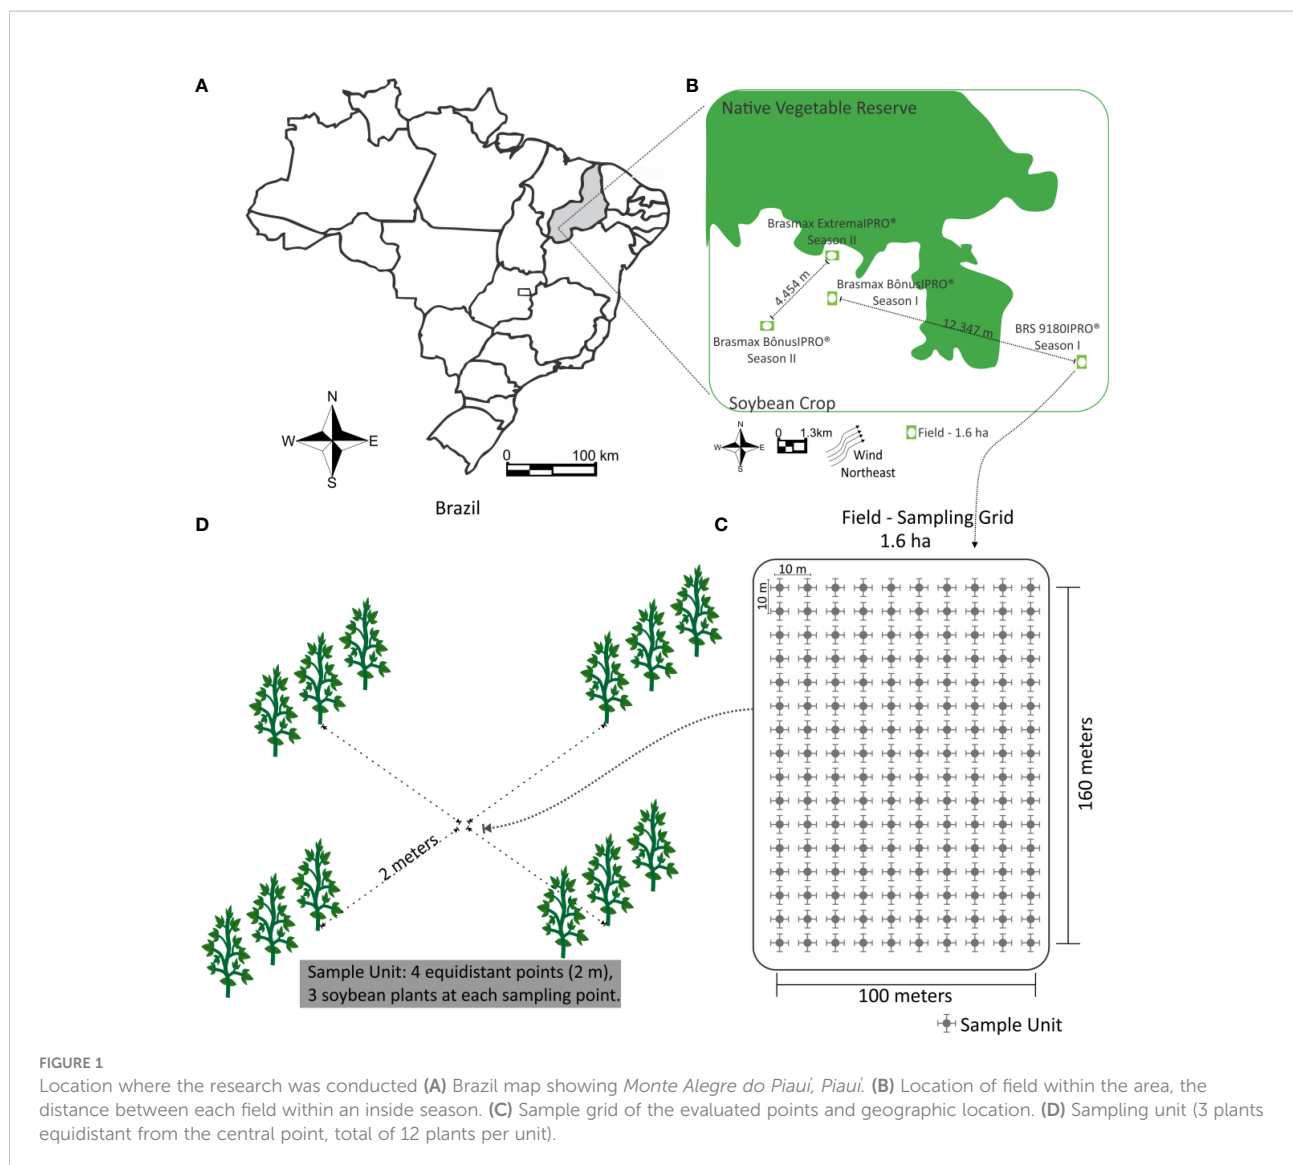 A
B
Native Vegetable Reserve
Brasmax ExtremaIPRO®
Season II
4.454 m
Brasmax BônusIPRO®
Season I
12.347 m
BRS 9180IPRO®
Season I
Brasmax BônusIPRO®
Season II
Soybean Crop
N
W E
S
0 1.3km
Wind
Northeast
Field - 1.6 ha
N
W E
S
0 100 km
Brazil
D
C
Field - Sampling Grid
1.6 ha
10 m
10 m
160 meters
100 meters
Sample Unit
2 meters
Sample Unit: 4 equidistant points (2 m),
3 soybean plants at each sampling point.
FIGURE 1
Location where the research was conducted (A) Brazil map showing Monte Alegre do Piauí, Piauí. (B) Location of field within the area, the
distance between each field within an inside season. (C) Sample grid of the evaluated points and geographic location. (D) Sampling unit (3 plants
equidistant from the central point, total of 12 plants per unit).